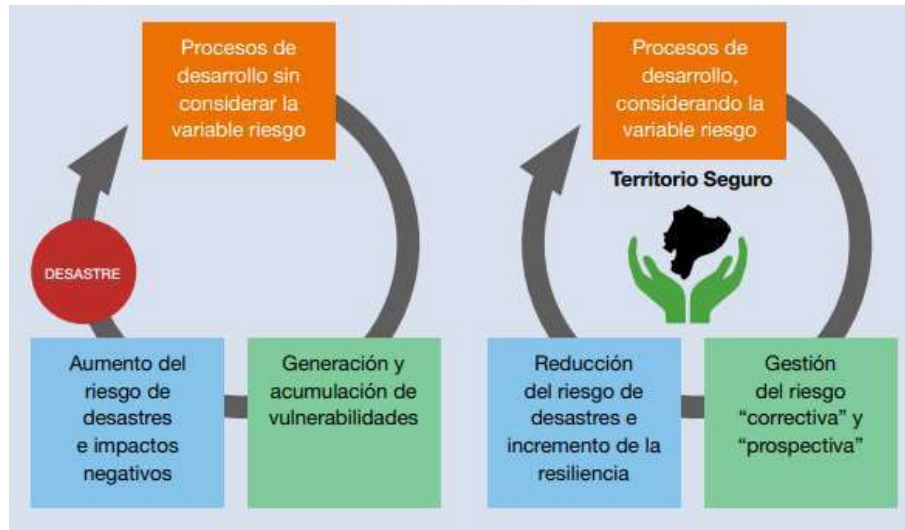 Procesos de
desarrollo sin
considerar la
variable riesgo
DESASTRE
Aumento del
riesgo de
desastres
e impactos
negativos
Generación y
acumulación de
vulnerabilidades
Procesos de
desarrollo,
considerando la
variable riesgo
Territorio Seguro
Reducción
del riesgo de
desastres e
incremento de la
resiliencia
Gestión
del riesgo
“correctiva” y
“prospectiva”